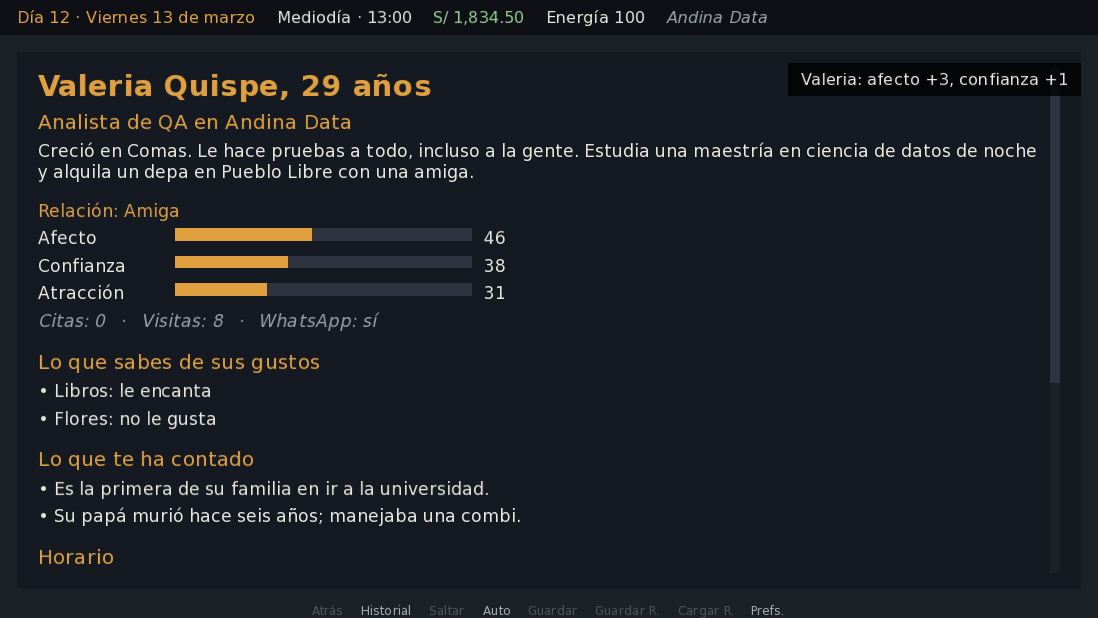 Día 12 · Viernes 13 de marzo Mediodía · 13:00 S/ 1,834.50 Energía 100 Andina Data
Valeria: afecto +3, confianza +1
Valeria Quispe, 29 años
Analista de QA en Andina Data
Creció en Comas. Le hace pruebas a todo, incluso a la gente. Estudia una maestría en ciencia de datos de noche
y alquila un depa en Pueblo Libre con una amiga.
Relación: Amiga
Afecto 46
Confianza 38
Atracción 31
Citas: 0 · Visitas: 8 · WhatsApp: sí
Lo que sabes de sus gustos
• Libros: le encanta
• Flores: no le gusta
Lo que te ha contado
• Es la primera de su familia en ir a la universidad.
• Su papá murió hace seis años; manejaba una combi.
Horario
Atrás Historial Saltar Auto Guardar Guardar R. Cargar R. Prefs.